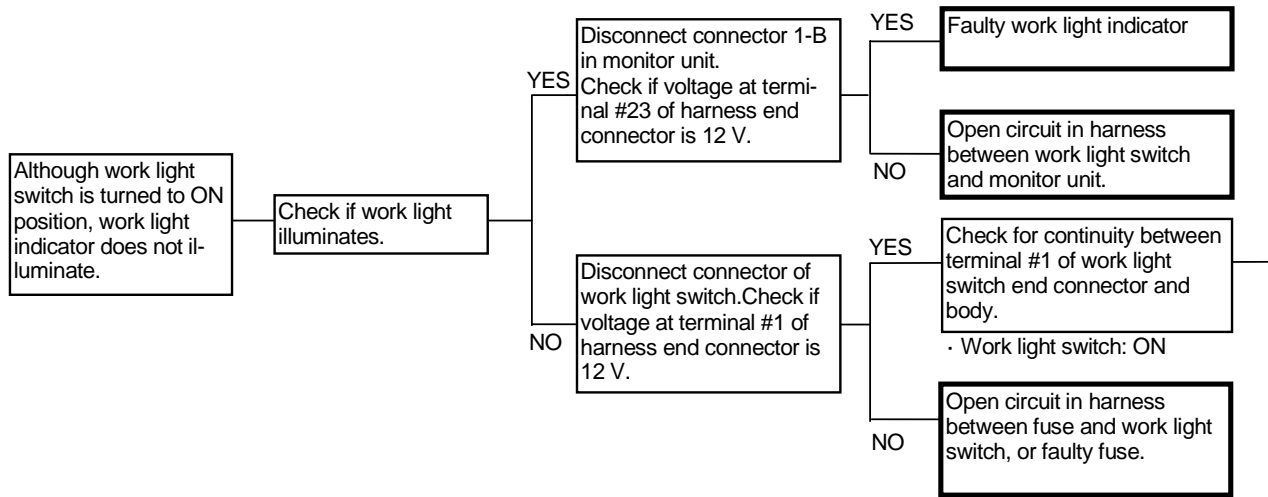 Although work light
switch is turned to ON
position, work light
indicator does not il-
luminate.
Check if work light
illuminates.
YES
Disconnect connector 1-B
in monitor unit.
Check if voltage at termi-
nal #23 of harness end
connector is 12 V.
YES
Faulty work light indicator
NO
Open circuit in harness
between work light switch
and monitor unit.
NO
Disconnect connector of
work light switch.Check if
voltage at terminal #1 of
harness end connector is
12 V.
YES
Check for continuity between
terminal #1 of work light
switch end connector and
body.
· Work light switch: ON
NO
Open circuit in harness
between fuse and work light
switch, or faulty fuse.